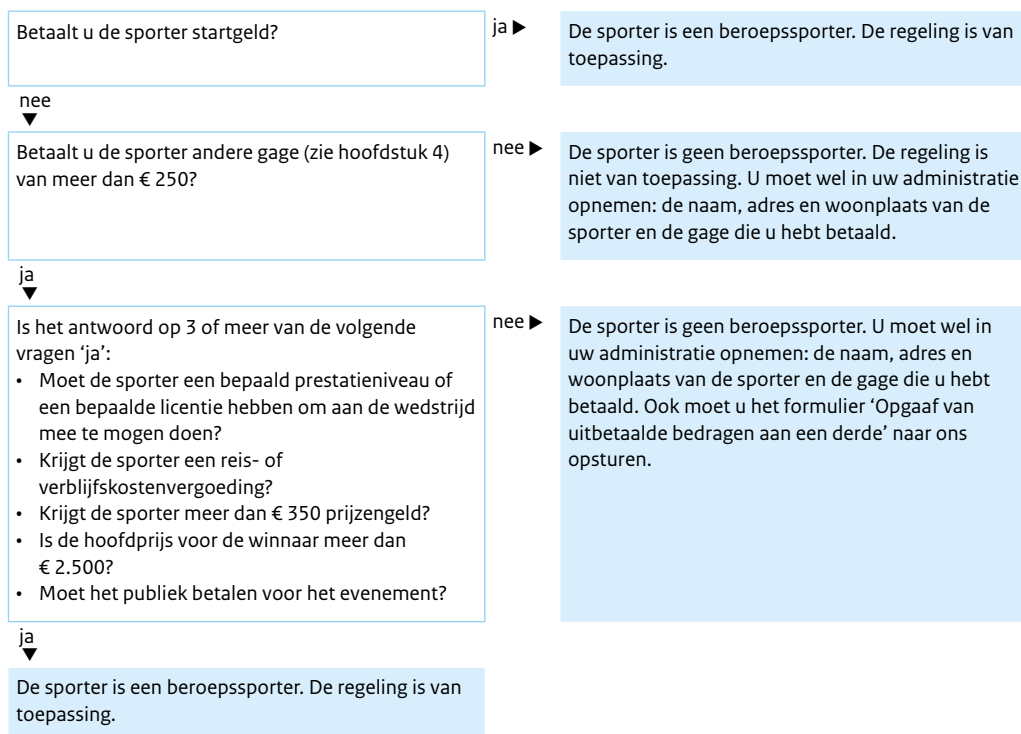 Betaalt u de sporter startgeld?
ja ▶
De sporter is een beroepssporter. De regeling is van
toepassing.
nee
▼
Betaalt u de sporter andere gage (zie hoofdstuk 4)
van meer dan € 250?
nee ▶
De sporter is geen beroepssporter. De regeling is
niet van toepassing. U moet wel in uw administratie
opnemen: de naam, adres en woonplaats van de
sporter en de gage die u hebt betaald.
ja
▼
Is het antwoord op 3 of meer van de volgende
vragen ‘ja’:
• Moet de sporter een bepaald prestatieniveau of
een bepaalde licentie hebben om aan de wedstrijd
mee te mogen doen?
• Krijgt de sporter een reis- of
verblijfskostenvergoeding?
• Krijgt de sporter meer dan € 350 prijzengeld?
• Is de hoofdprijs voor de winnaar meer dan
€ 2.500?
• Moet het publiek betalen voor het evenement?
nee ▶
De sporter is geen beroepssporter. U moet wel in
uw administratie opnemen: de naam, adres en
woonplaats van de sporter en de gage die u hebt
betaald. Ook moet u het formulier ‘Opgaaf van
uitbetaalde bedragen aan een derde’ naar ons
opsturen.
ja
▼
De sporter is een beroepssporter. De regeling is van
toepassing.